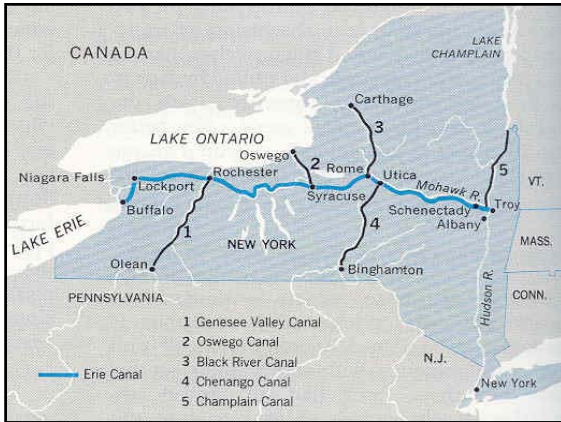 CANADA
LAKE
CHAMPLAIN
Carthage
LAKE ONTARIO
3
Oswego
Niagara Falls
Lockport
Rochester
2
Rome
Utica
5
Mohawk R.
VT.
Buffalo
Syracuse
Schenectady
Troy
Albany
LAKE ERIE
1
NEW YORK
4
MASS.
Olean
Binghamton
Hudson R.
PENNSYLVANIA
CONN.
1 Genesee Valley Canal
2 Oswego Canal
3 Black River Canal
N.J.
Erie Canal
4 Chenango Canal
5 Champlain Canal
New York